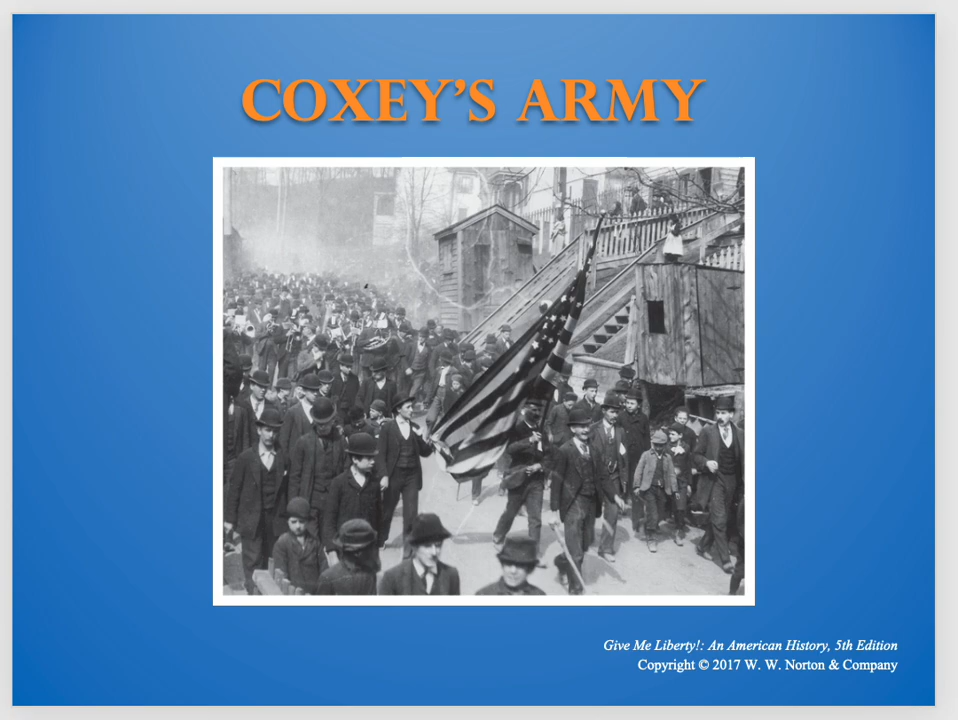 COXEY’S ARMY
Give Me Liberty!: An American History, 5th Edition
Copyright © 2017 W. W. Norton & Company